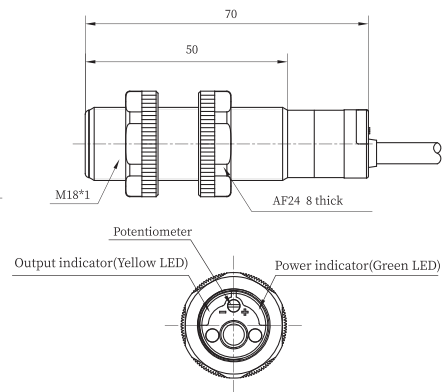 70
50
M18*1
AF24 8 thick
Potentiometer
Output indicator(Yellow LED)
Power indicator(Green LED)
− +